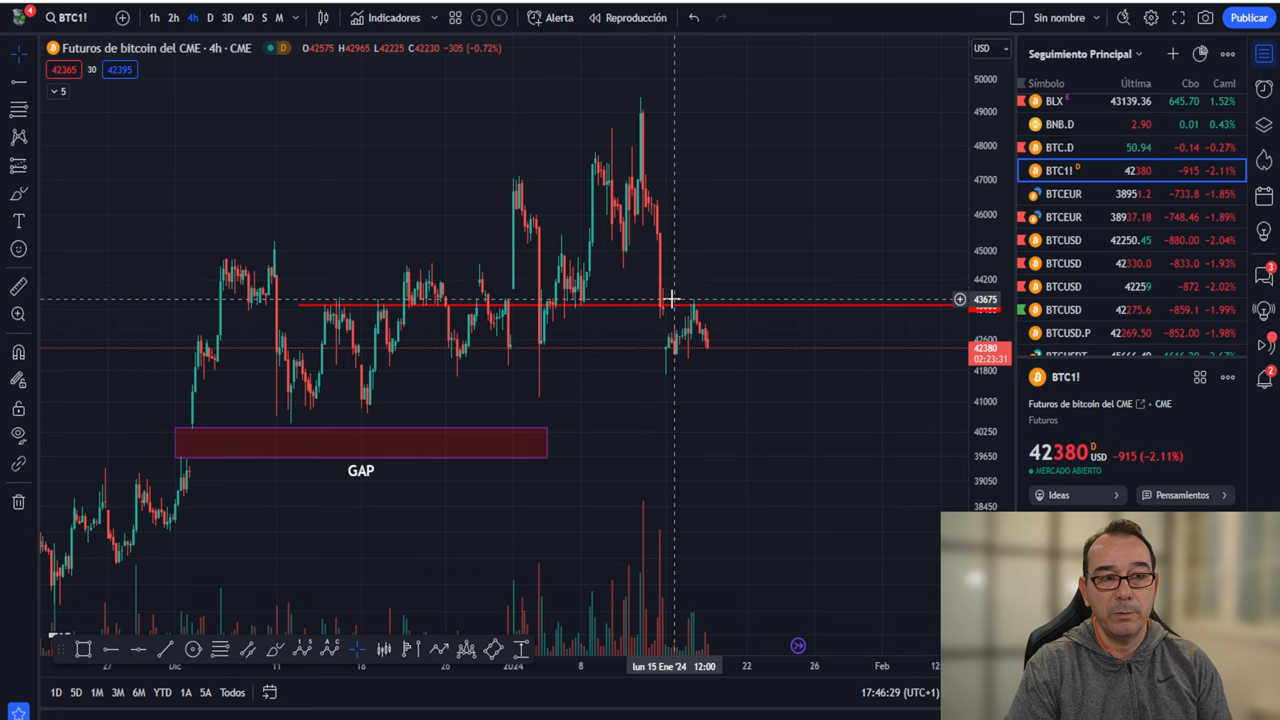 4
BTC1!
1h 2h 4h D 3D 4D S M
Indicadores
2 K
Alerta
Reproducción
Sin nombre
Publicar
Futuros de bitcoin del CME · 4h · CME
D
O42575 H42965 L42225 C42230 -305 (-0.72%)
42365 30 42395
5
USD
50000
49000
48000
47000
46000
45000
44200
43675
42600
42380
02:23:31
41800
41000
40250
39650
39050
38450
GAP
27 Dic 11 18 26 2024 8 lun 15 Ene '24 12:00 22 26 Feb 12
1D 5D 1M 3M 6M YTD 1A 5A Todos
17:46:29 (UTC+1)
Seguimiento Principal
Símbolo Última Cbo Caml
BLX E 43139.36 645.70 1.52%
BNB.D 2.90 0.01 0.43%
BTC.D 50.94 -0.14 -0.27%
BTC1! D 42380 -915 -2.11%
BTCEUR 38951.2 -733.8 -1.85%
BTCEUR 38937.18 -748.46 -1.89%
BTCUSD 42250.45 -880.00 -2.04%
BTCUSD 42330.0 -833.0 -1.93%
BTCUSD 42259 -872 -2.02%
BTCUSD 42275.6 -859.1 -1.99%
BTCUSD.P 42269.50 -852.00 -1.98%
BTC1!
Futuros de bitcoin del CME · CME
Futuros
42380 D USD -915 (-2.11%)
MERCADO ABIERTO
Ideas
Pensamientos
3
2